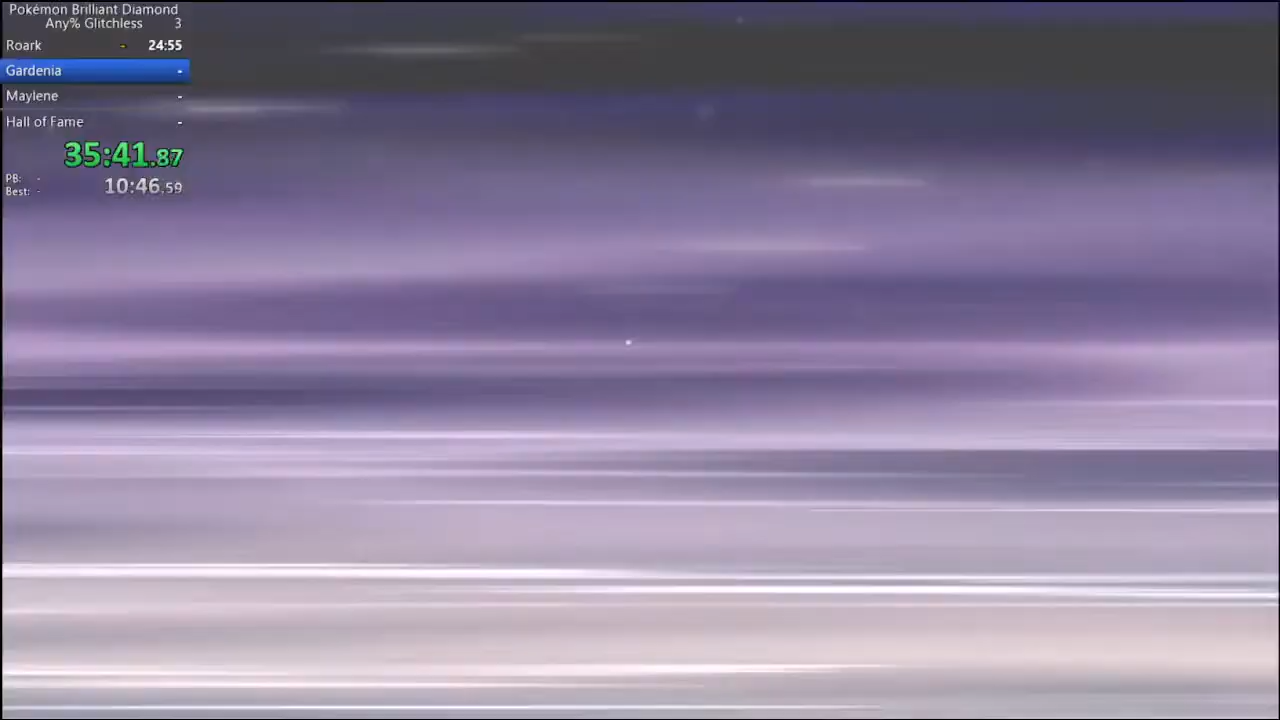 Pokémon Brilliant Diamond
Any% Glitchless 3
Roark - 24:55
Gardenia -
Maylene -
Hall of Fame -
35:41.87
PB: -
Best: - 10:46.59